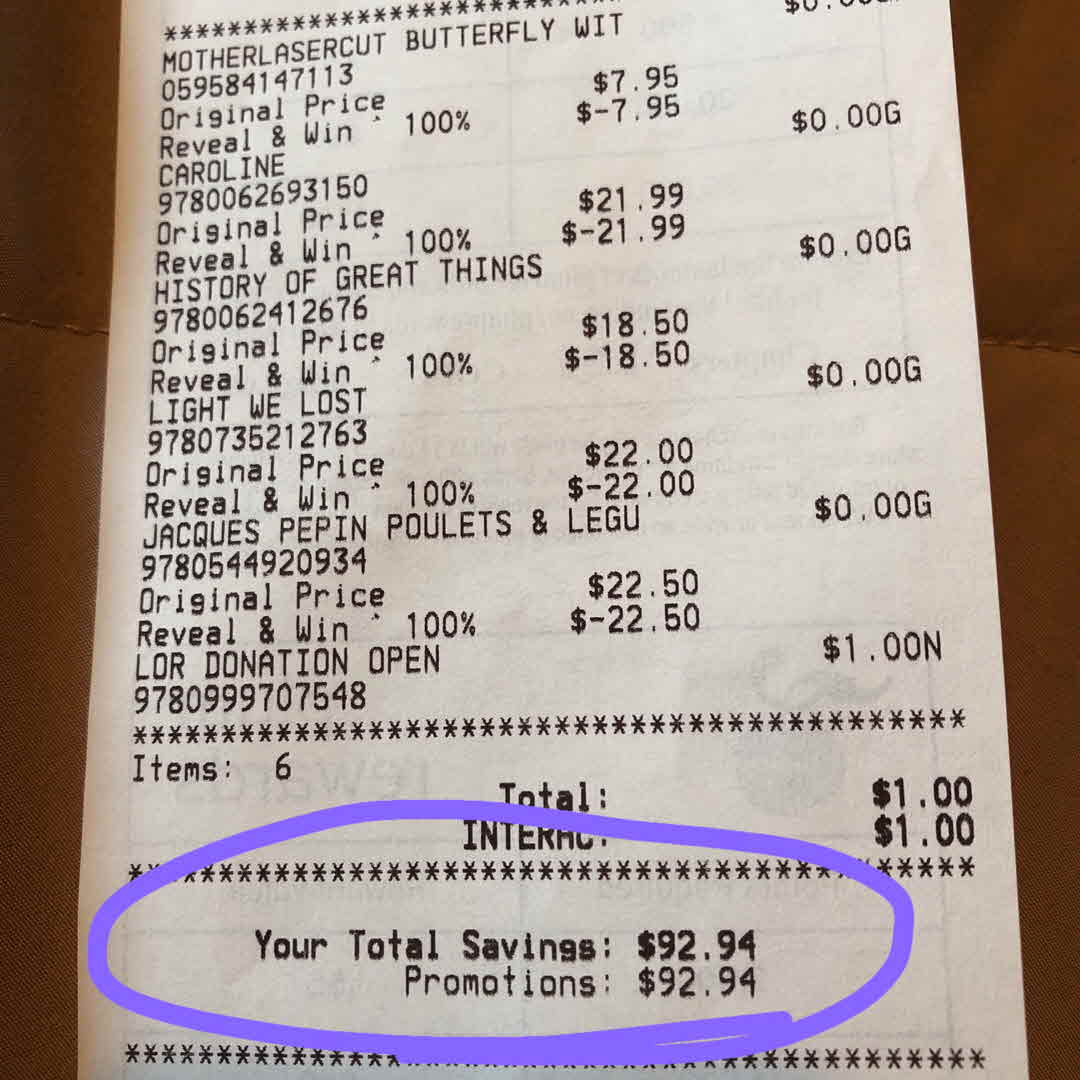 ****************************
MOTHERLASERCUT BUTTERFLY WIT $0.00G
059584147113
Original Price $7.95
Reveal & Win ` 100% $-7.95
CAROLINE $0.00G
9780062693150
Original Price $21.99
Reveal & Win ` 100% $-21.99
HISTORY OF GREAT THINGS $0.00G
9780062412676
Original Price $18.50
Reveal & Win ` 100% $-18.50
LIGHT WE LOST $0.00G
9780735212763
Original Price $22.00
Reveal & Win ` 100% $-22.00
JACQUES PEPIN POULETS & LEGU $0.00G
9780544920934
Original Price $22.50
Reveal & Win ` 100% $-22.50
LOR DONATION OPEN $1.00N
9780999707548
***********************************************
Items: 6
Total: $1.00
INTERAC: $1.00
***********************************************
Your Total Savings: $92.94
Promotions: $92.94
***********************************************